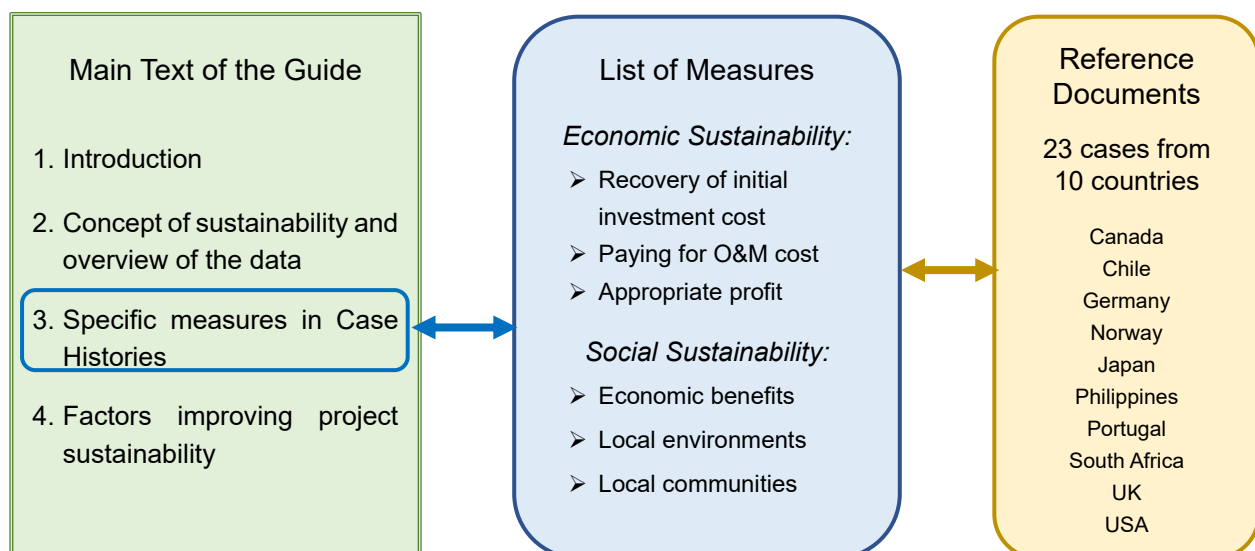 Main Text of the Guide
1. Introduction
2. Concept of sustainability and
overview of the data
3. Specific measures in Case
Histories
4. Factors improving project
sustainability
List of Measures
Economic Sustainability:
➢ Recovery of initial
investment cost
➢ Paying for O&M cost
➢ Appropriate profit
Social Sustainability:
➢ Economic benefits
➢ Local environments
➢ Local communities
Reference
Documents
23 cases from
10 countries
Canada
Chile
Germany
Norway
Japan
Philippines
Portugal
South Africa
UK
USA